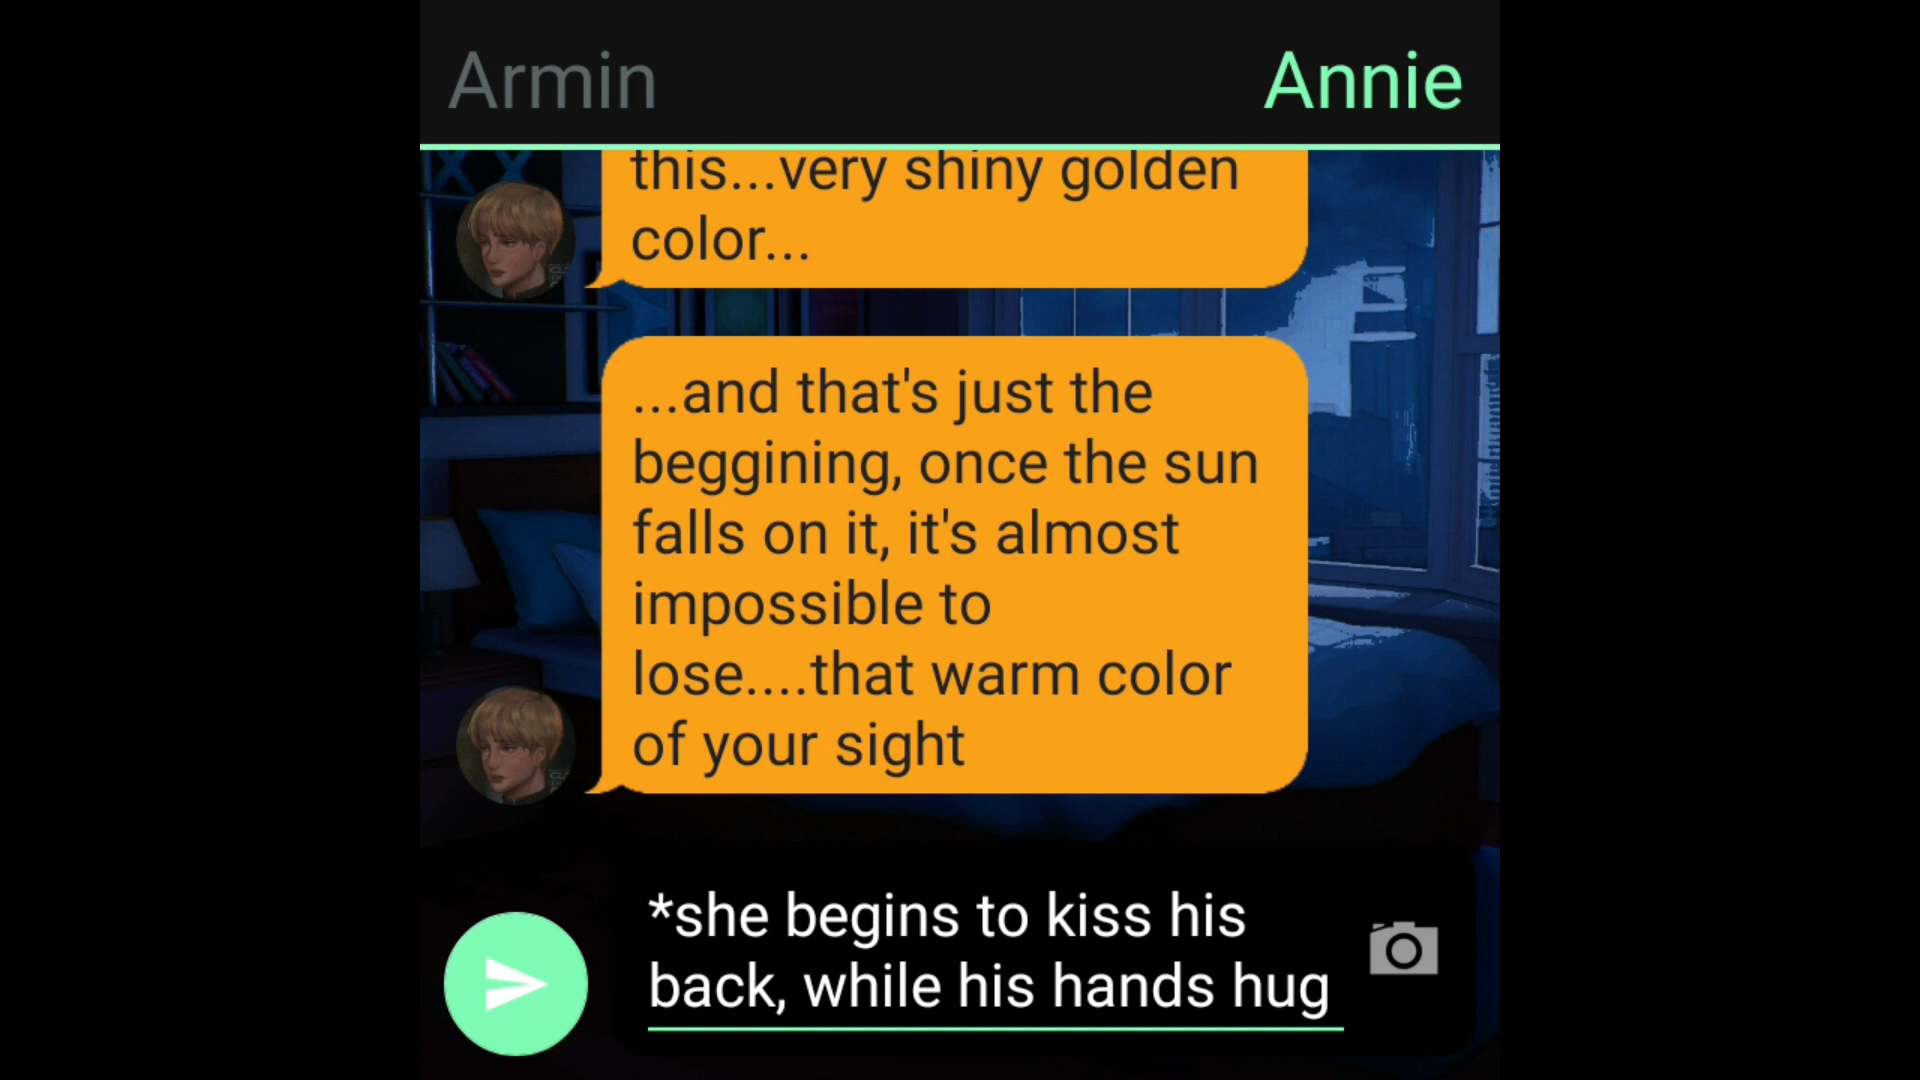 Armin
Annie
this...very shiny golden
color...
...and that's just the
beggining, once the sun
falls on it, it's almost
impossible to
lose....that warm color
of your sight
*she begins to kiss his
back, while his hands hug